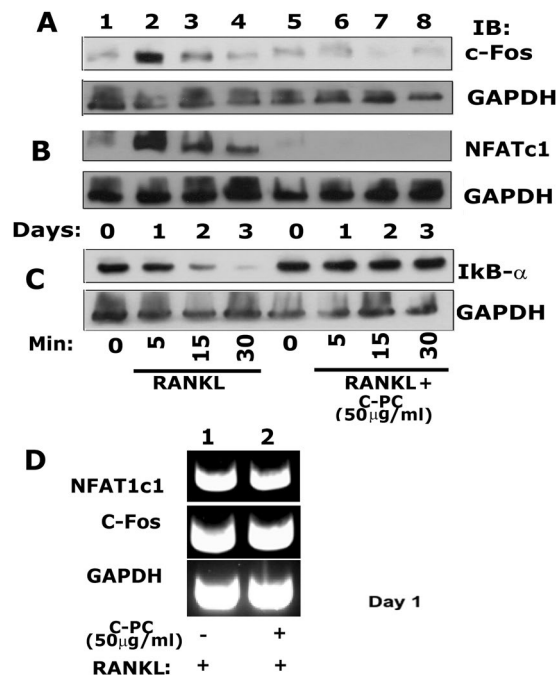 A 1 2 3 4 5 6 7 8 IB:
c-Fos
GAPDH
B NFATc1
GAPDH
Days: 0 1 2 3 0 1 2 3
C IkB-α
GAPDH
Min: 0 5 15 30 0 5 15 30
RANKL RANKL+
C-PC
(50µg/ml)
1 2
D
NFAT1c1
C-Fos
GAPDH
Day 1
C-PC - +
(50µg/ml)
RANKL: + +